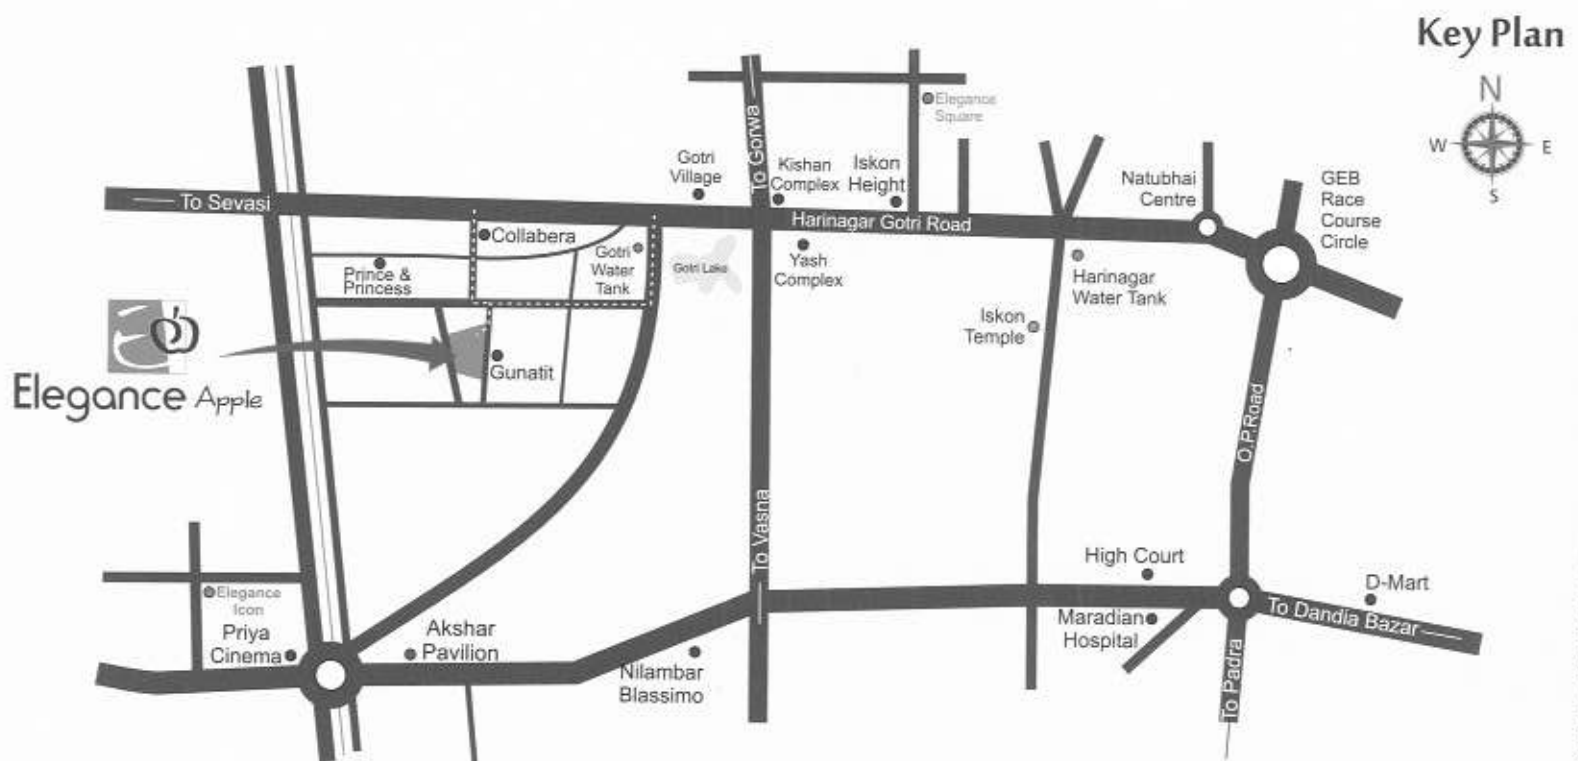 Key Plan
N
W
E
S
To Gorwa
Elegance
Square
Gotri
Village
Kishan
Complex
Iskon
Height
Natubhai
Centre
GEB
Race
Course
Circle
To Sevasi
Harinagar Gotri Road
Collabera
Gotri
Water
Tank
Gotri Lake
Yash
Complex
Harinagar
Water Tank
Prince &
Princess
Iskon
Temple
Gunatit
Elegance Apple
O.P.Road
To Vasna
High Court
D-Mart
Elegance
Icon
Priya
Cinema
Akshar
Pavilion
Nilambar
Blassimo
Maradian
Hospital
To Dandia Bazar
To Padra